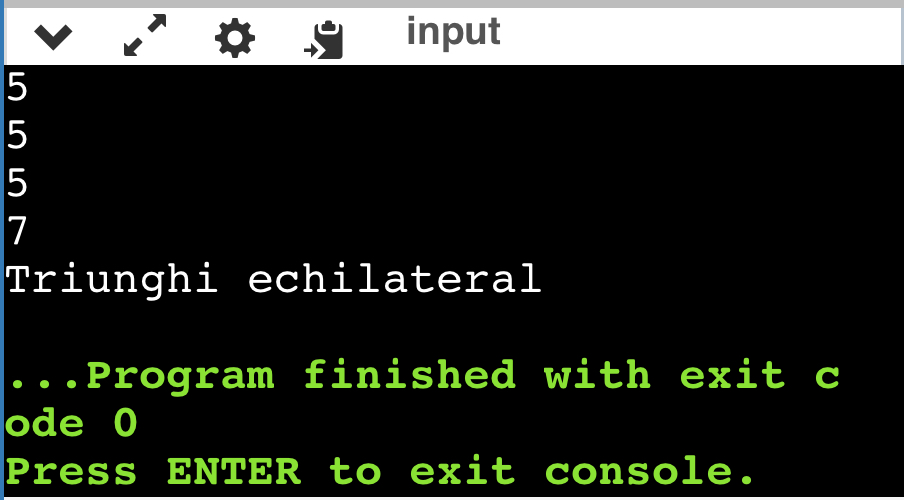 input
5
5
5
7
Triunghi echilateral
...Program finished with exit c
ode 0
Press ENTER to exit console.